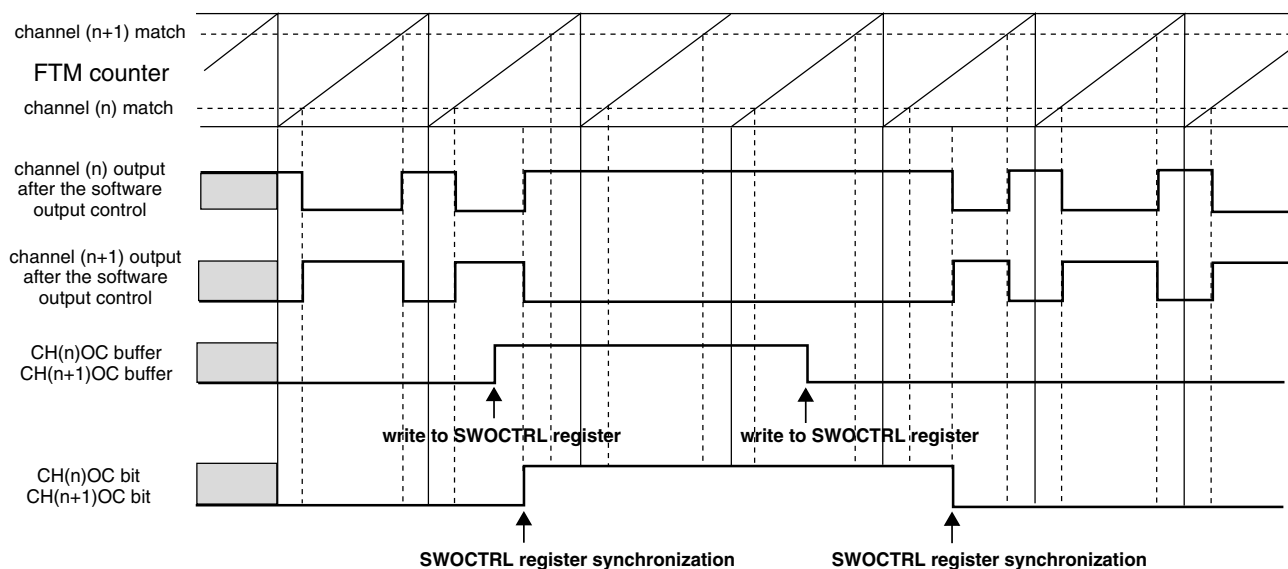 channel (n+1) match
FTM counter
channel (n) match
channel (n) output
after the software
output control
channel (n+1) output
after the software
output control
CH(n)OC buffer
CH(n+1)OC buffer
write to SWOCTRL register
write to SWOCTRL register
CH(n)OC bit
CH(n+1)OC bit
SWOCTRL register synchronization
SWOCTRL register synchronization